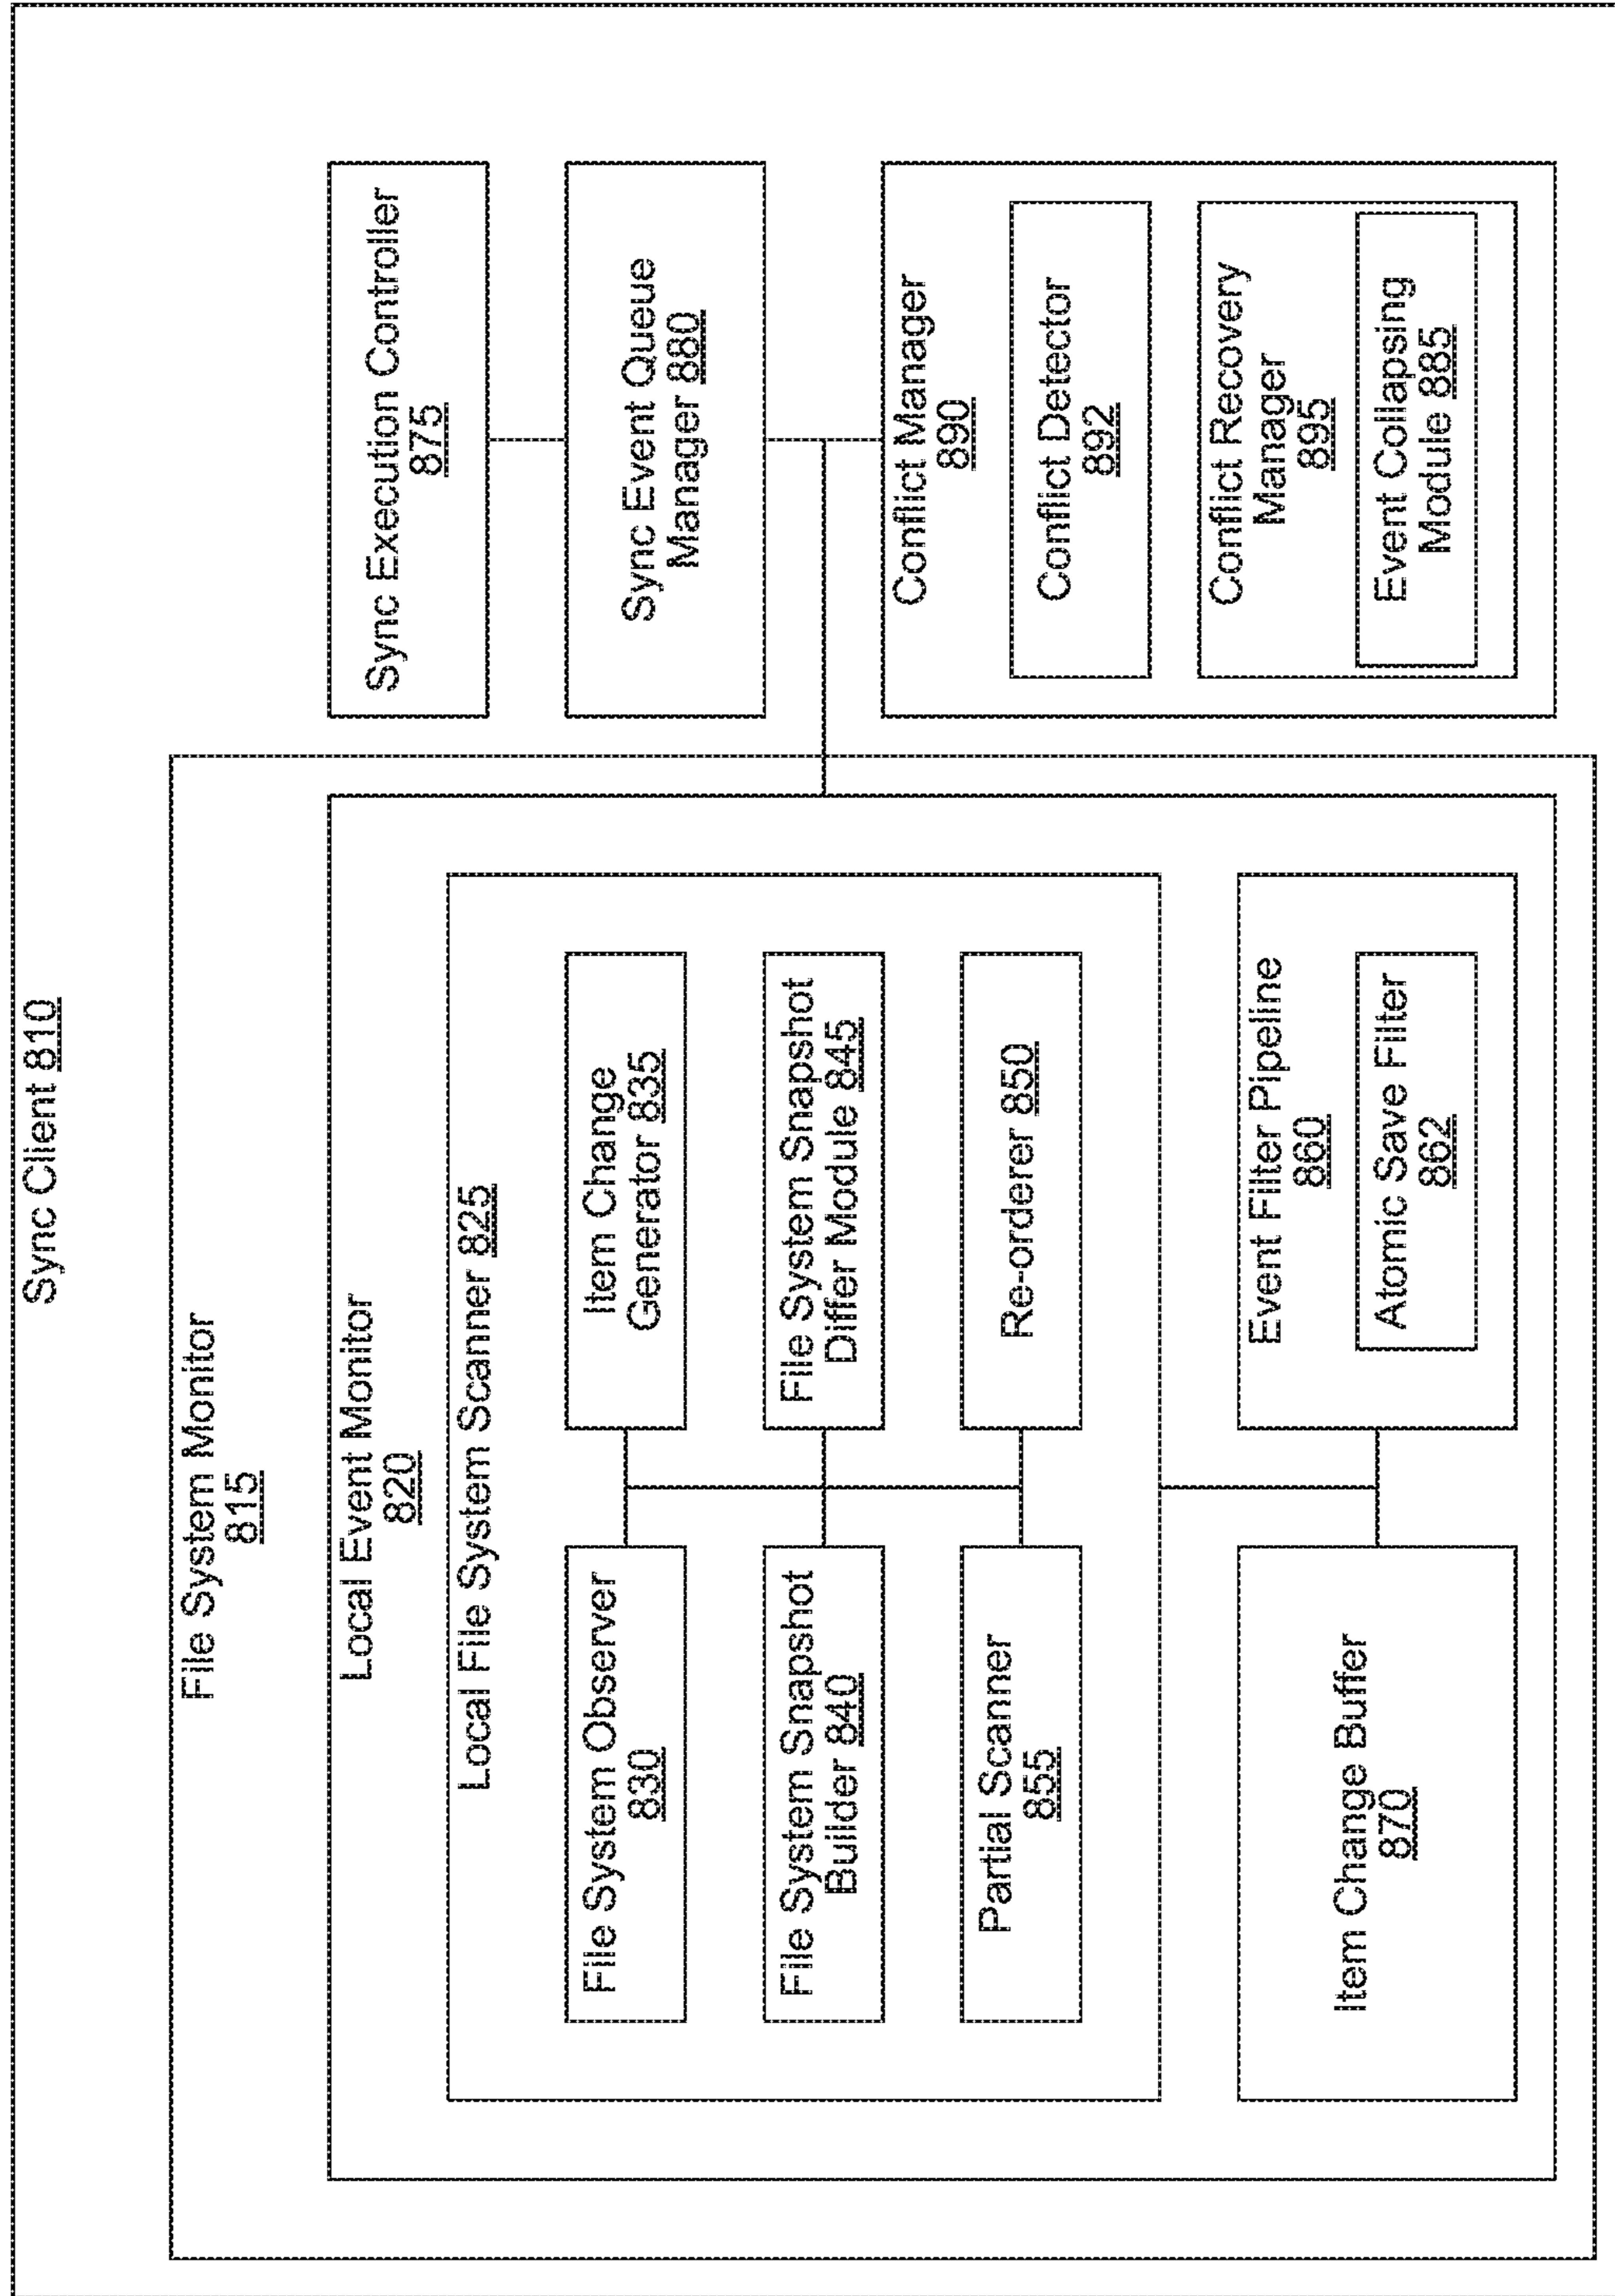 Sync Client 810
File System Monitor
815
Local Event Monitor
820
Local File System Scanner 825
File System Observer
830
Item Change
Generator 835
File System Snapshot
Builder 840
File System Snapshot
Differ Module 845
Partial Scanner
855
Re-orderer 850
Item Change Buffer
870
Event Filter Pipeline
860
Atomic Save Filter
862
Sync Execution Controller
875
Sync Event Queue
Manager 880
Conflict Manager
890
Conflict Detector
892
Conflict Recovery
Manager
895
Event Collapsing
Module 885